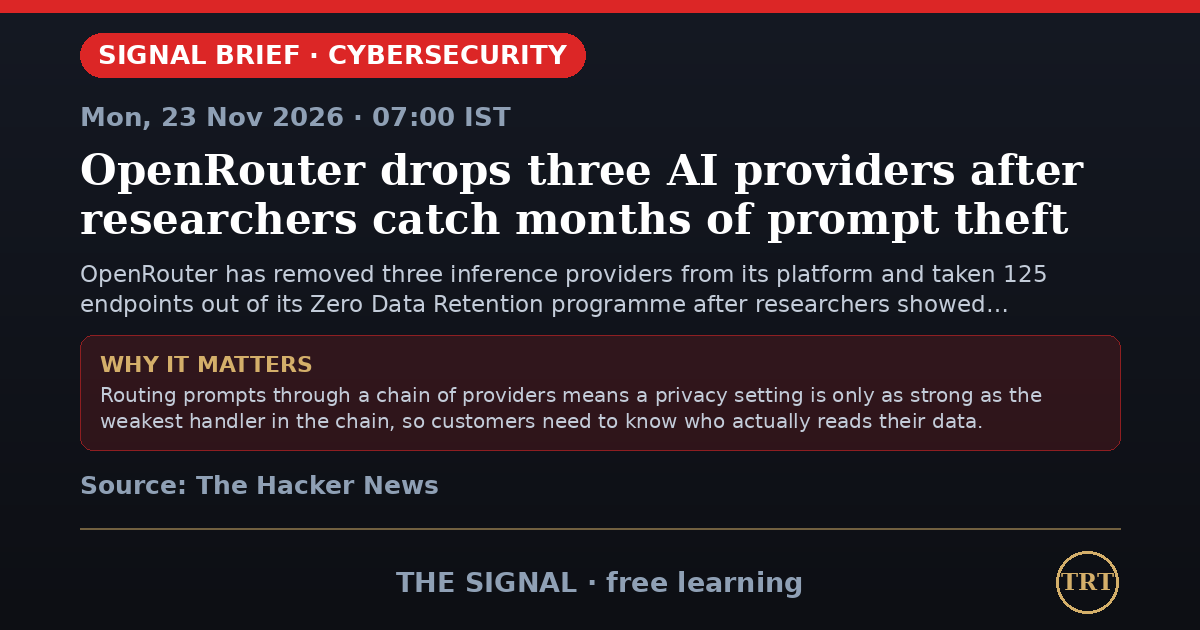 SIGNAL BRIEF · CYBERSECURITY
Mon, 23 Nov 2026 · 07:00 IST
OpenRouter drops three AI providers after
researchers catch months of prompt theft
OpenRouter has removed three inference providers from its platform and taken 125
endpoints out of its Zero Data Retention programme after researchers showed...
WHY IT MATTERS
Routing prompts through a chain of providers means a privacy setting is only as strong as the
weakest handler in the chain, so customers need to know who actually reads their data.
Source: The Hacker News
THE SIGNAL · free learning
TRT